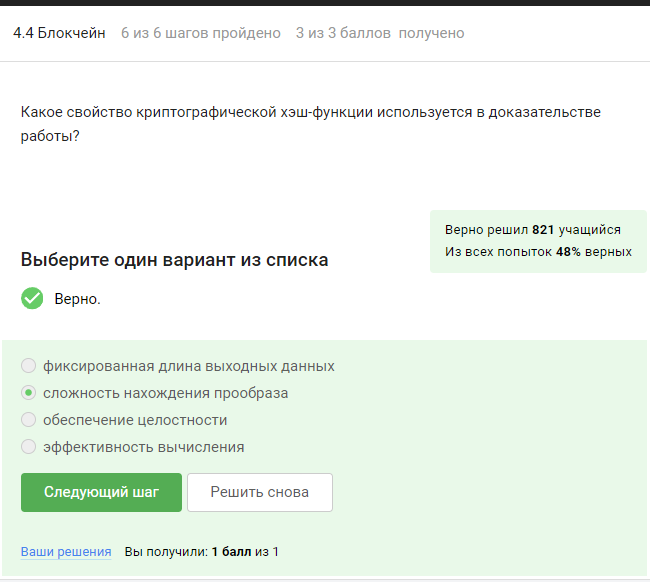 4.4 Блокчейн 6 из 6 шагов пройдено 3 из 3 баллов получено
Какое свойство криптографической хэш-функции используется в доказательстве
работы?
Верно решил 821 учащийся
Из всех попыток 48% верных
Выберите один вариант из списка
Верно.
фиксированная длина выходных данных
сложность нахождения прообраза
обеспечение целостности
эффективность вычисления
Следующий шаг Решить снова
Ваши решения Вы получили: 1 балл из 1